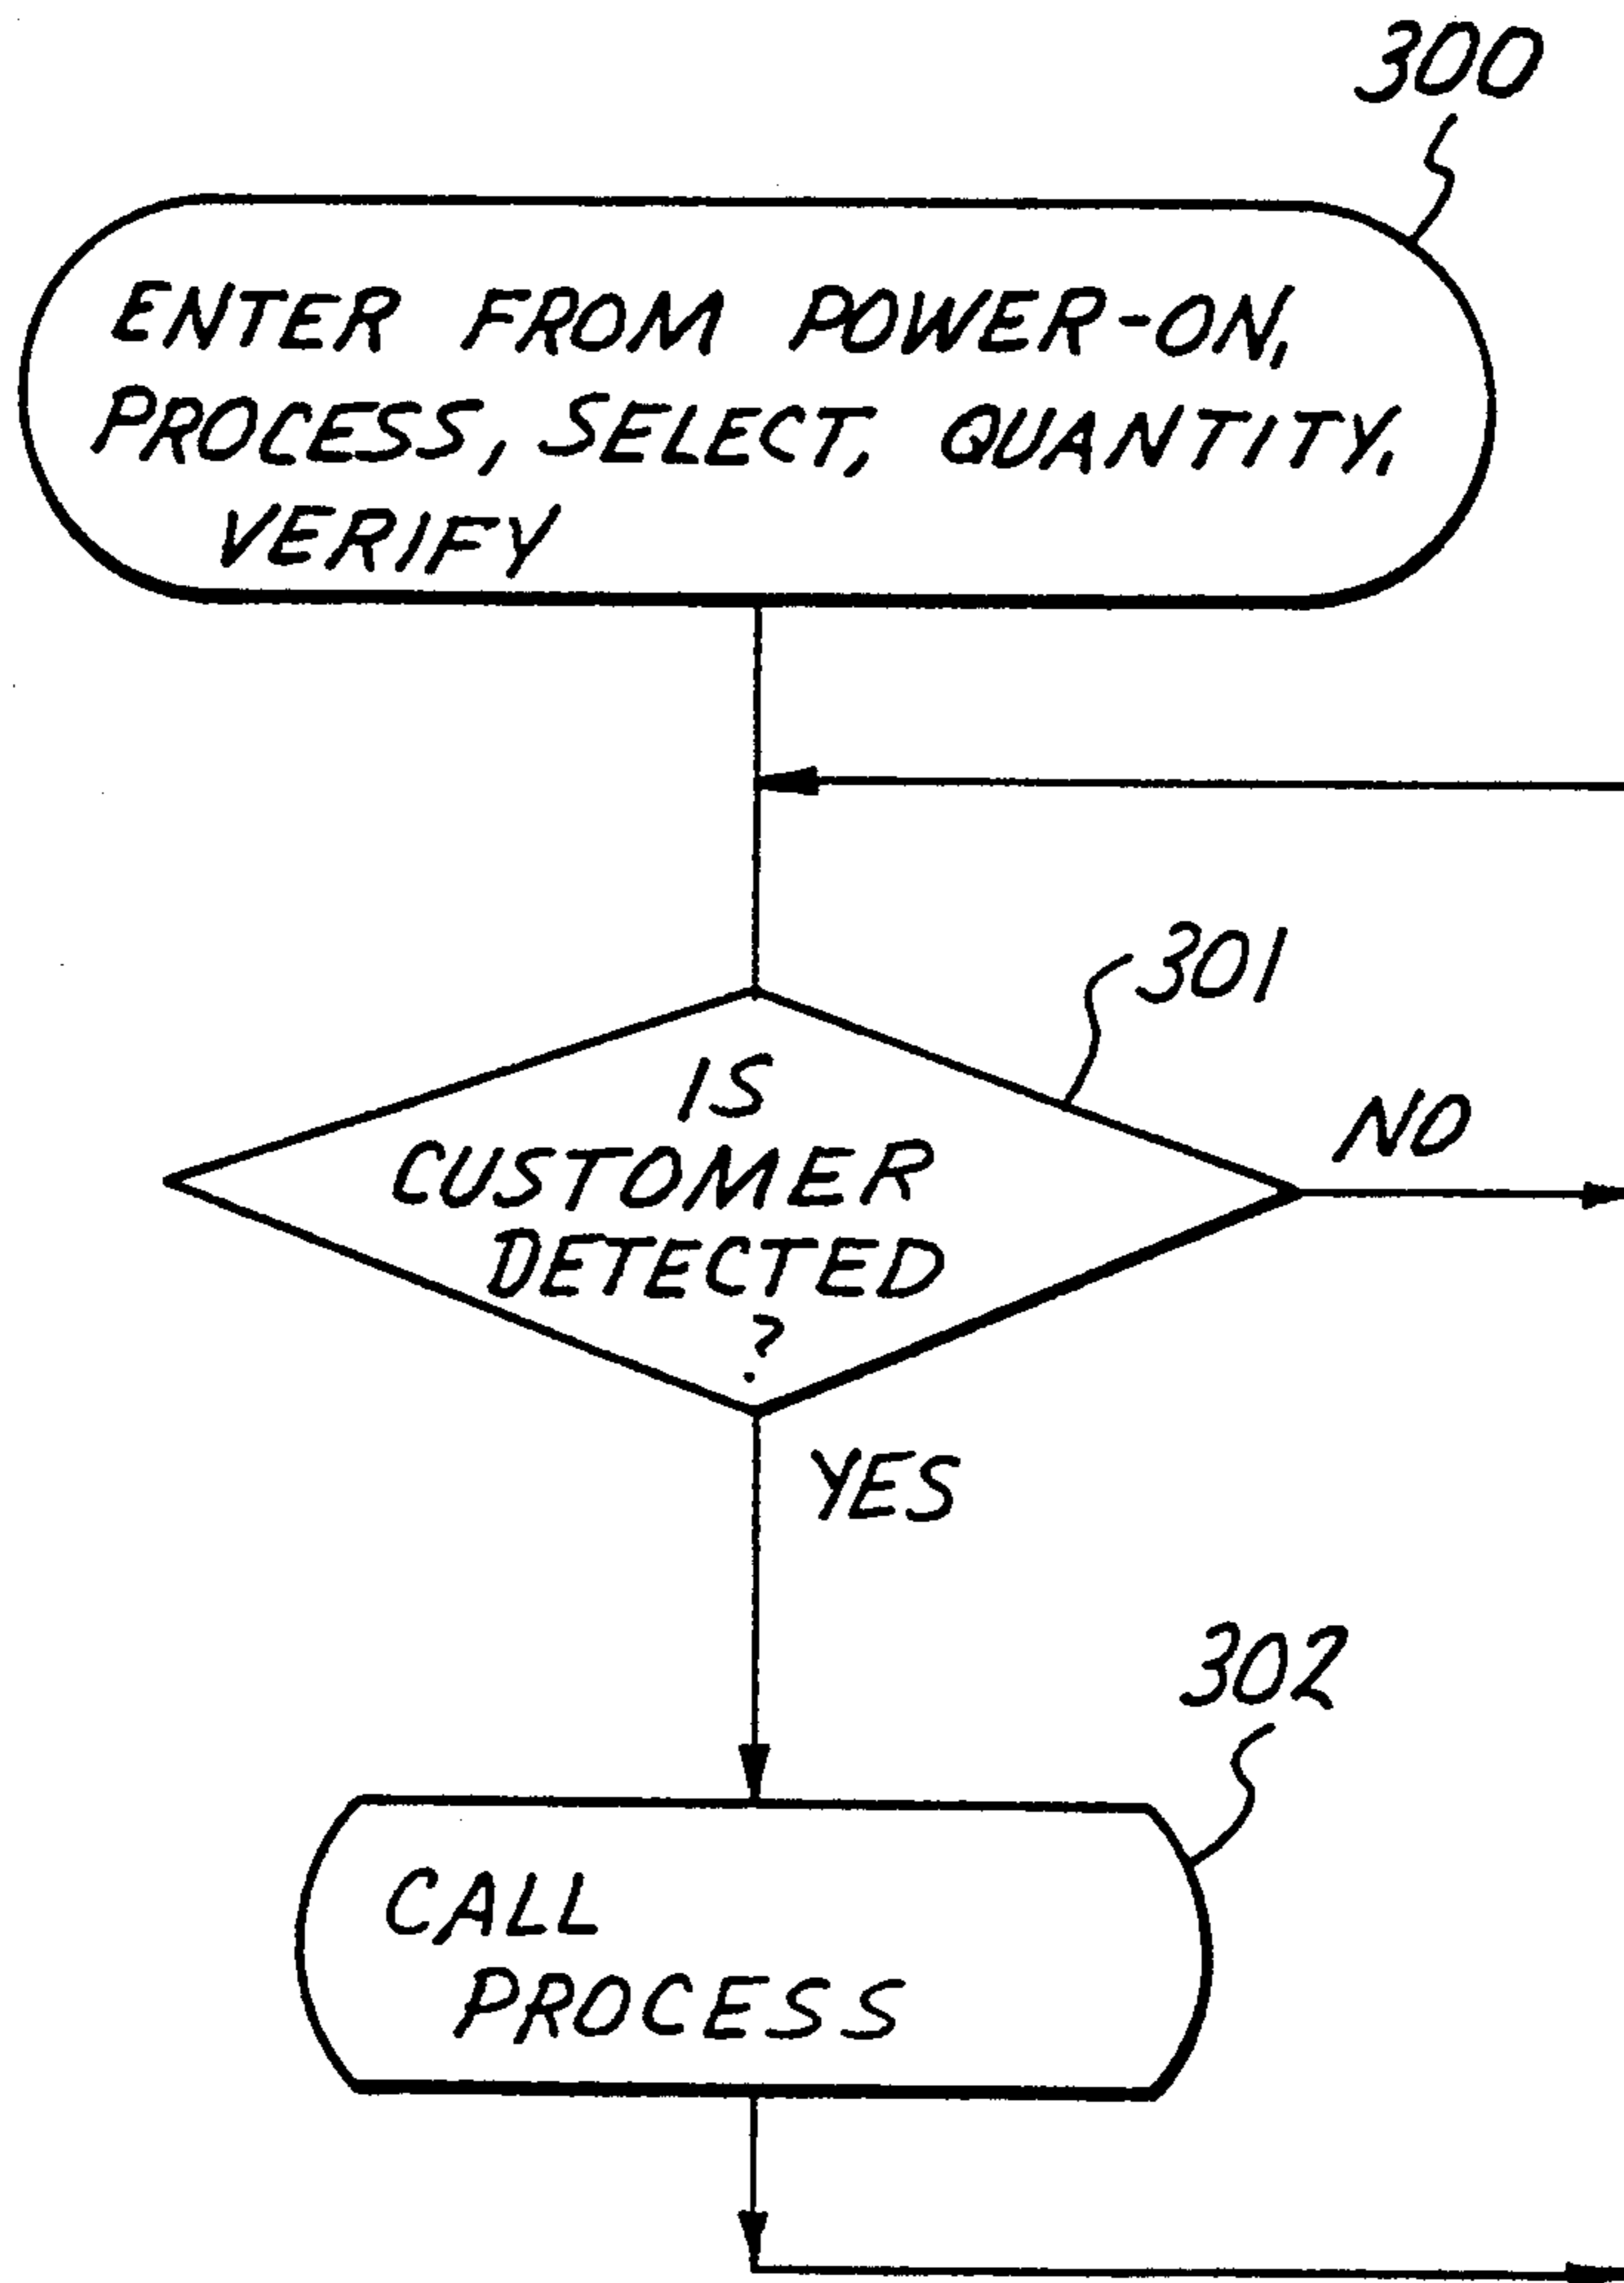 300
ENTER FROM POWER-ON,
PROCESS, SELECT, QUANTITY,
VERIFY
301
IS
CUSTOMER
DETECTED
?
NO
YES
302
CALL
PROCESS